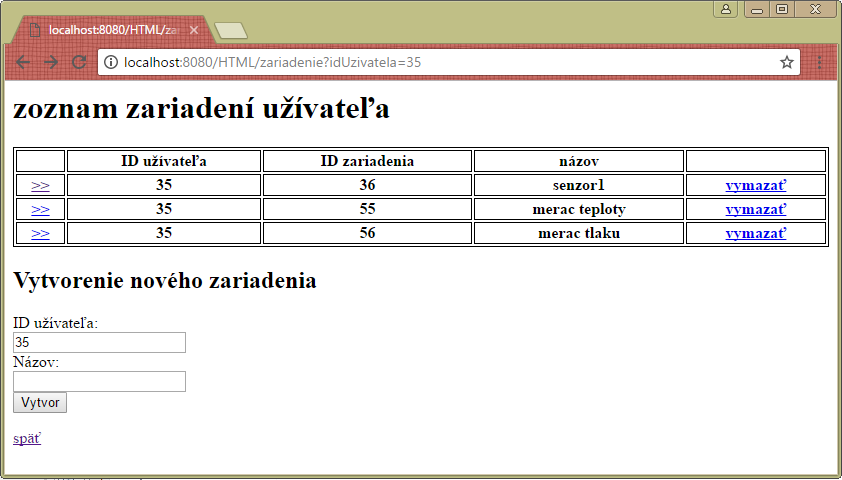 localhost:8080/HTML/za
localhost:8080/HTML/zariadenie?idUzivatela=35
zoznam zariadení užívateľa
ID užívateľa ID zariadenia názov
>> 35 36 senzor1 vymazať
>> 35 55 merac teploty vymazať
>> 35 56 merac tlaku vymazať
Vytvorenie nového zariadenia
ID užívateľa:
35
Názov:
Vytvor
späť